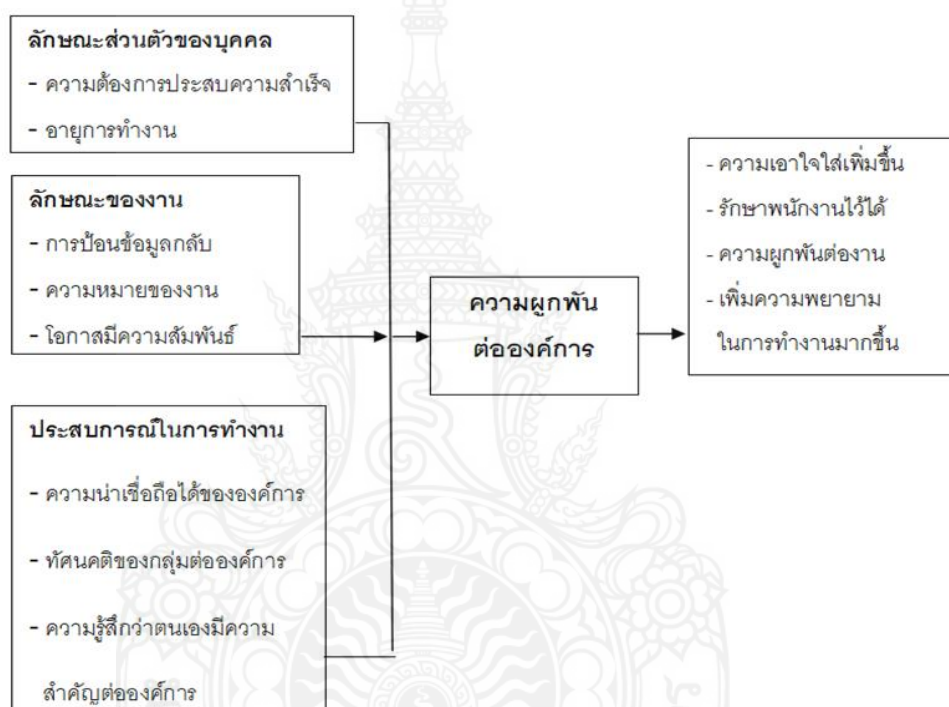 ลักษณะส่วนตัวของบุคคล
- ความต้องการประสบความสำเร็จ
- อายุการทำงาน
ลักษณะของงาน
- การป้อนข้อมูลกลับ
- ความหมายของงาน
- โอกาสมีความสัมพันธ์
ประสบการณ์ในการทำงาน
- ความน่าเชื่อถือได้ขององค์การ
- ทัศนคติของกลุ่มต่อองค์การ
- ความรู้สึกว่าตนเองมีความ
สำคัญต่อองค์การ
ความผูกพัน
ต่อองค์การ
- ความเอาใจใส่เพิ่มขึ้น
- รักษาพนักงานไว้ได้
- ความผูกพันต่องาน
- เพิ่มความพยายาม
ในการทำงานมากขึ้น